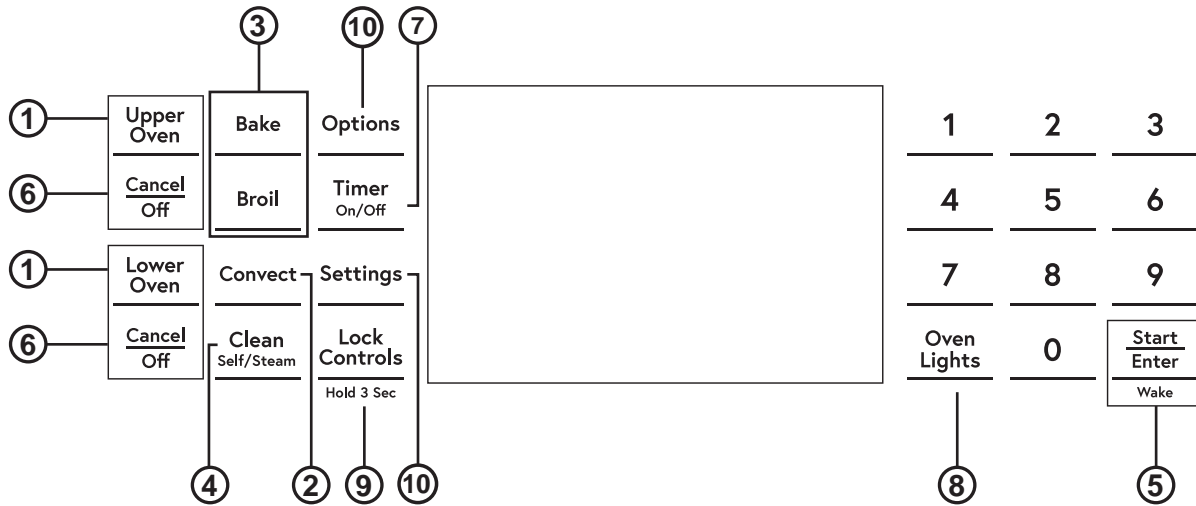 3 10 7
1 Upper
Oven Bake Options 1 2 3
6 Cancel
Off Broil Timer
On/Off 4 5 6
1 Lower
Oven Convect Settings 7 8 9
6 Cancel
Off Clean
Self/Steam Lock
Controls Oven
Lights 0 Start
Enter
Hold 3 Sec Wake
4 2 9 10 8 5